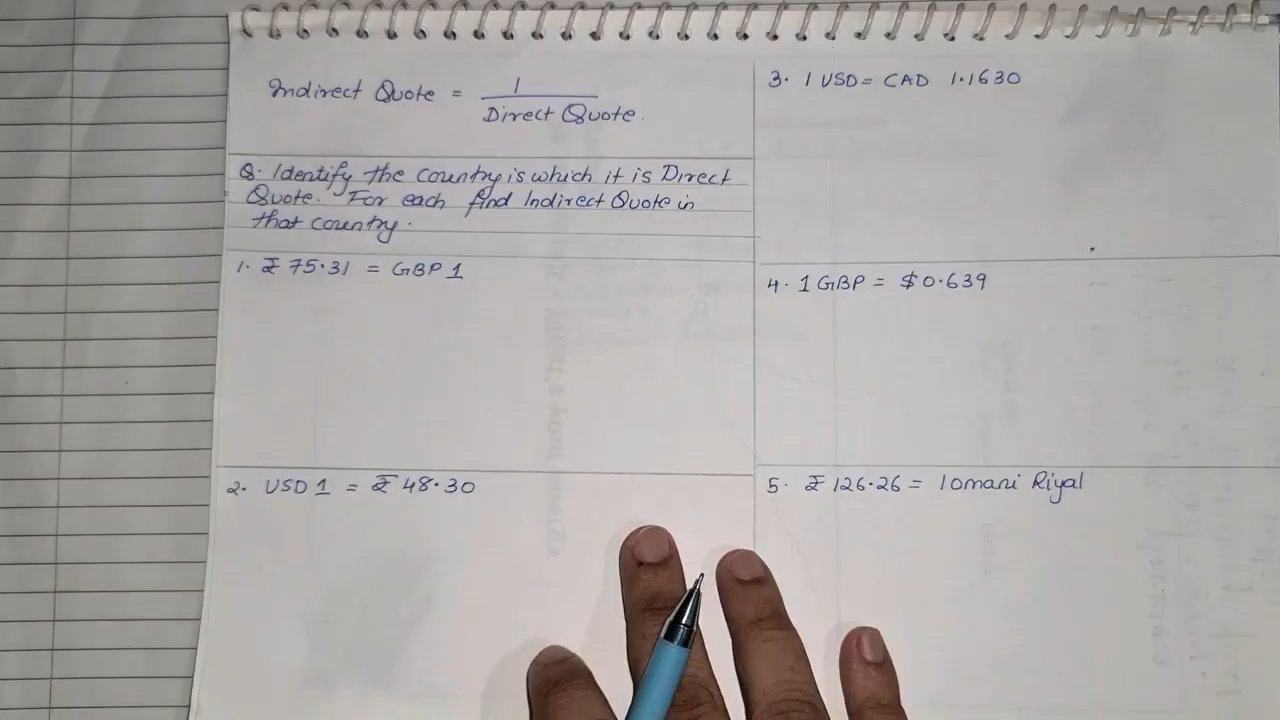 Indirect Quote = 1
Direct Quote.
Q. Identify the country is which it is Direct
Quote. For each find Indirect Quote in
that country.
1. ₹ 75.31 = GBP 1
2. USD 1 = ₹ 48.30
3. 1 USD = CAD 1.1630
4. 1 GBP = $0.639
5. ₹ 126.26 = 1 omani Riyal